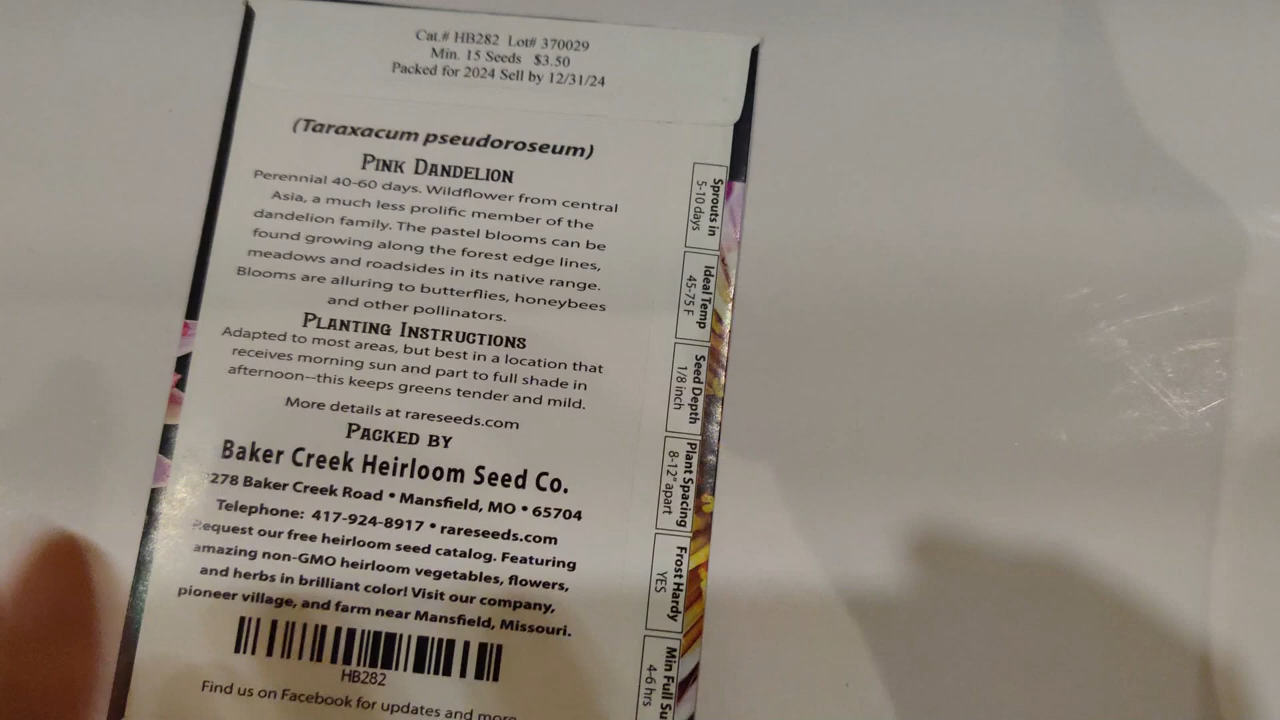 Cat.# HB282 Lot# 370029
Min. 15 Seeds $3.50
Packed for 2024 Sell by 12/31/24
(Taraxacum pseudoroseum)
PINK DANDELION
Perennial 40-60 days. Wildflower from central
Asia, a much less prolific member of the
dandelion family. The pastel blooms can be
found growing along the forest edge lines,
meadows and roadsides in its native range.
Blooms are alluring to butterflies, honeybees
and other pollinators.
PLANTING INSTRUCTIONS
Adapted to most areas, but best in a location that
receives morning sun and part to full shade in
afternoon--this keeps greens tender and mild.
More details at rareseeds.com
PACKED BY
Baker Creek Heirloom Seed Co.
278 Baker Creek Road • Mansfield, MO • 65704
Telephone: 417-924-8917 • rareseeds.com
Request our free heirloom seed catalog. Featuring
amazing non-GMO heirloom vegetables, flowers,
and herbs in brilliant color! Visit our company,
pioneer village, and farm near Mansfield, Missouri.
HB282
Find us on Facebook for updates and more
Sprouts in
5-10 days
Ideal Temp
45-75 F
Seed Depth
1/8 inch
Plant Spacing
8-12" apart
Frost Hardy
YES
Min Full Su
4-6 hrs